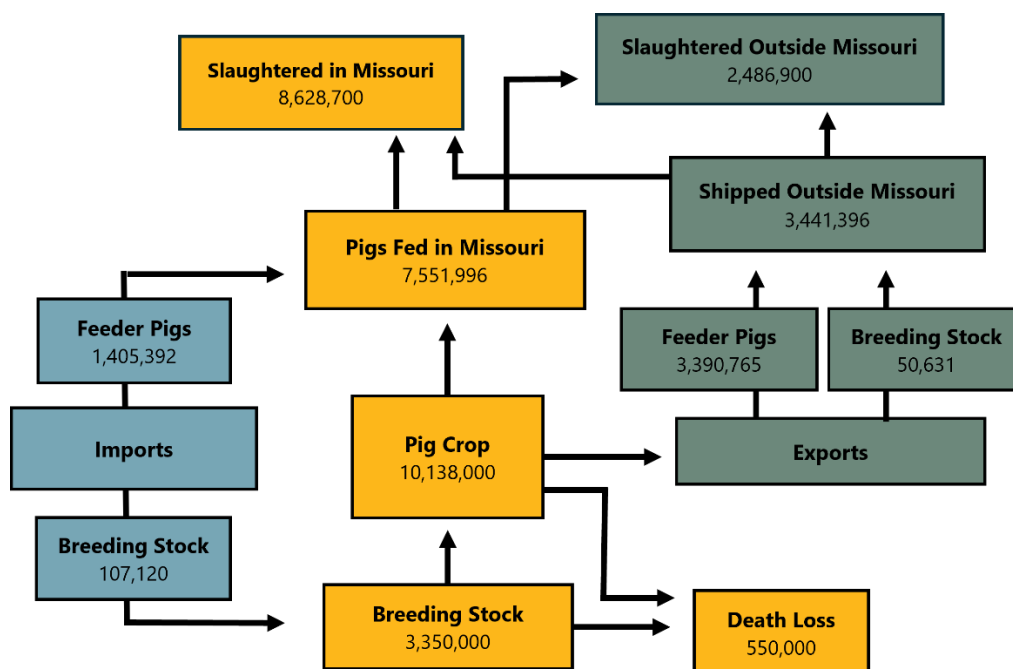 Slaughtered in Missouri
8,628,700
Slaughtered Outside Missouri
2,486,900
Shipped Outside Missouri
3,441,396
Pigs Fed in Missouri
7,551,996
Feeder Pigs
1,405,392
Feeder Pigs
3,390,765
Breeding Stock
50,631
Imports
Pig Crop
10,138,000
Exports
Breeding Stock
107,120
Breeding Stock
3,350,000
Death Loss
550,000